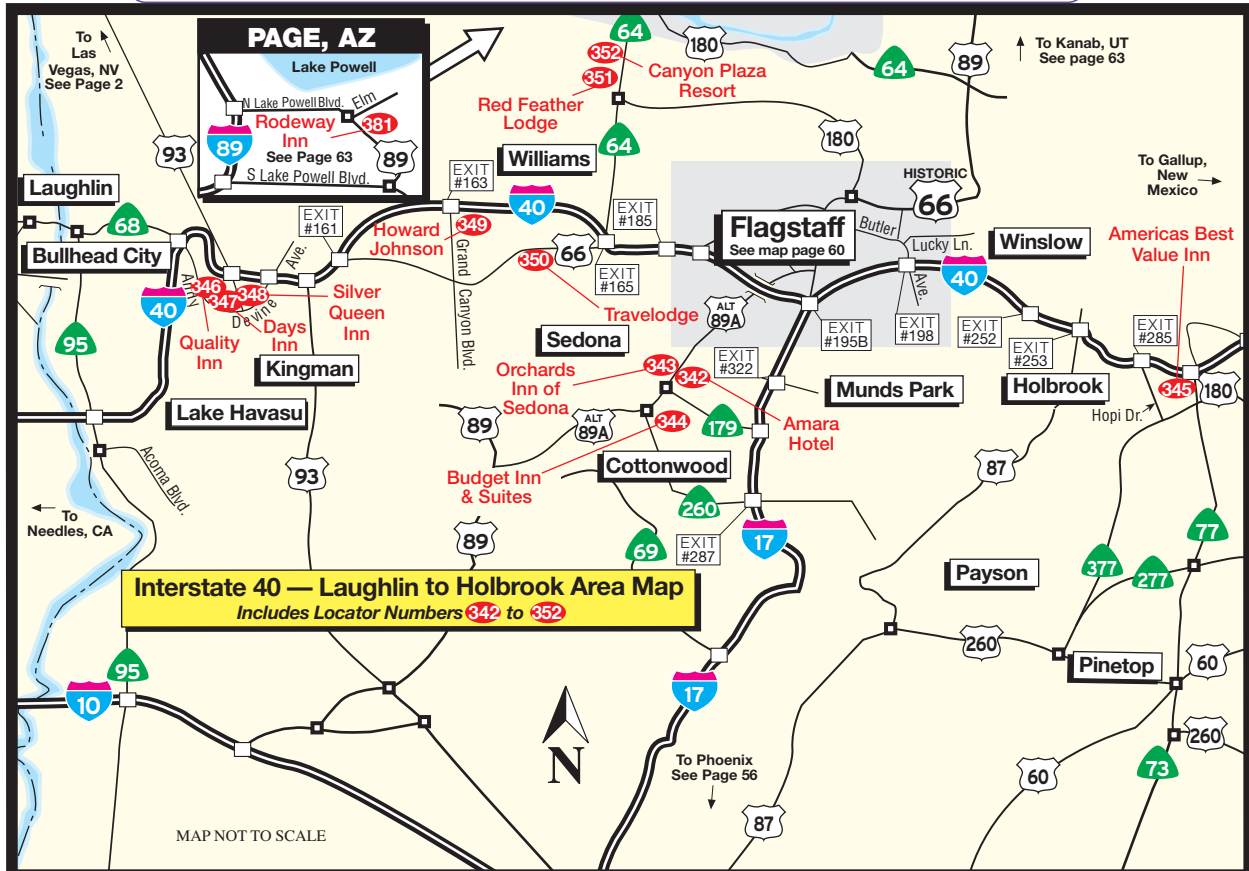 To
Las
Vegas, NV
See Page 2
PAGE, AZ
Lake Powell
N Lake Powell Blvd.
Elm
Rodeway
Inn
381
89
See Page 63
89
S Lake Powell Blvd.
64
352
180
Canyon Plaza
Resort
351
Red Feather
Lodge
64
89
To Kanab, UT
See page 63
64
180
93
Laughlin
68
Bullhead City
EXIT
#161
Ave.
EXIT
#163
Williams
40
Howard
Johnson
349
EXIT
#185
350
66
EXIT
#165
Travelodge
Grand Canyon Blvd.
HISTORIC
66
Flagstaff
See map page 60
Butler
Ave.
Lucky Ln.
Winslow
40
To Gallup,
New
Mexico
Americas Best
Value Inn
40
Andy
346
347
348
Devine
Quality
Inn
Days
Inn
Silver
Queen
Inn
Kingman
95
Lake Havasu
Sedona
ALT
89A
EXIT
#195B
EXIT
#198
EXIT
#252
EXIT
#253
EXIT
#285
345
180
Orchards
Inn of
Sedona
343
342
EXIT
#322
Munds Park
Holbrook
Hopi Dr.
89
ALT
89A
344
179
Amara
Hotel
Acoma Blvd.
93
Budget Inn
& Suites
Cottonwood
87
To
Needles, CA
89
260
69
EXIT
#287
17
77
Payson
377
277
Interstate 40 — Laughlin to Holbrook Area Map
Includes Locator Numbers 342 to 352
260
Pinetop
60
95
10
17
N
260
73
To Phoenix
See Page 56
60
87
MAP NOT TO SCALE